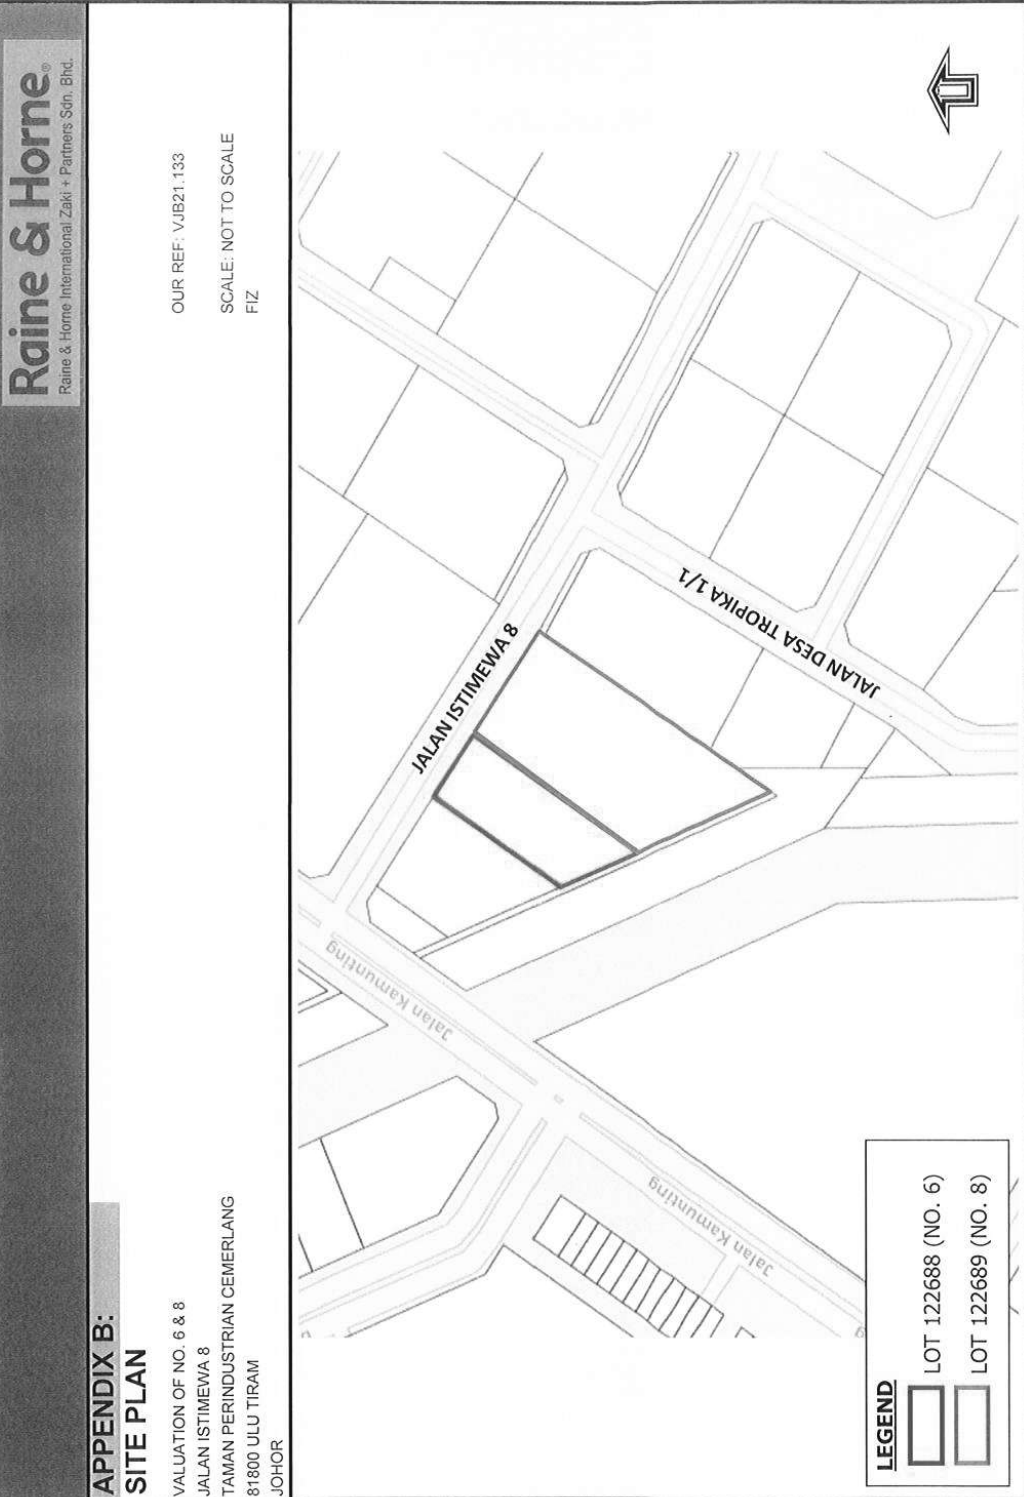 Raine & Horne®
Raine & Horne International Zaki + Partners Sdn. Bhd.
APPENDIX B:
SITE PLAN
VALUATION OF NO. 6 & 8
JALAN ISTIMEWA 8
TAMAN PERINDUSTRIAN CEMERLANG
81800 ULU TIRAM
JOHOR
OUR REF: VJB21.133
SCALE: NOT TO SCALE
FIZ
JALAN ISTIMEWA 8
JALAN DESA TROPIKA 1/1
Jalan Kamunting
Jalan Kamunting
LEGEND
LOT 122688 (NO. 6)
LOT 122689 (NO. 8)